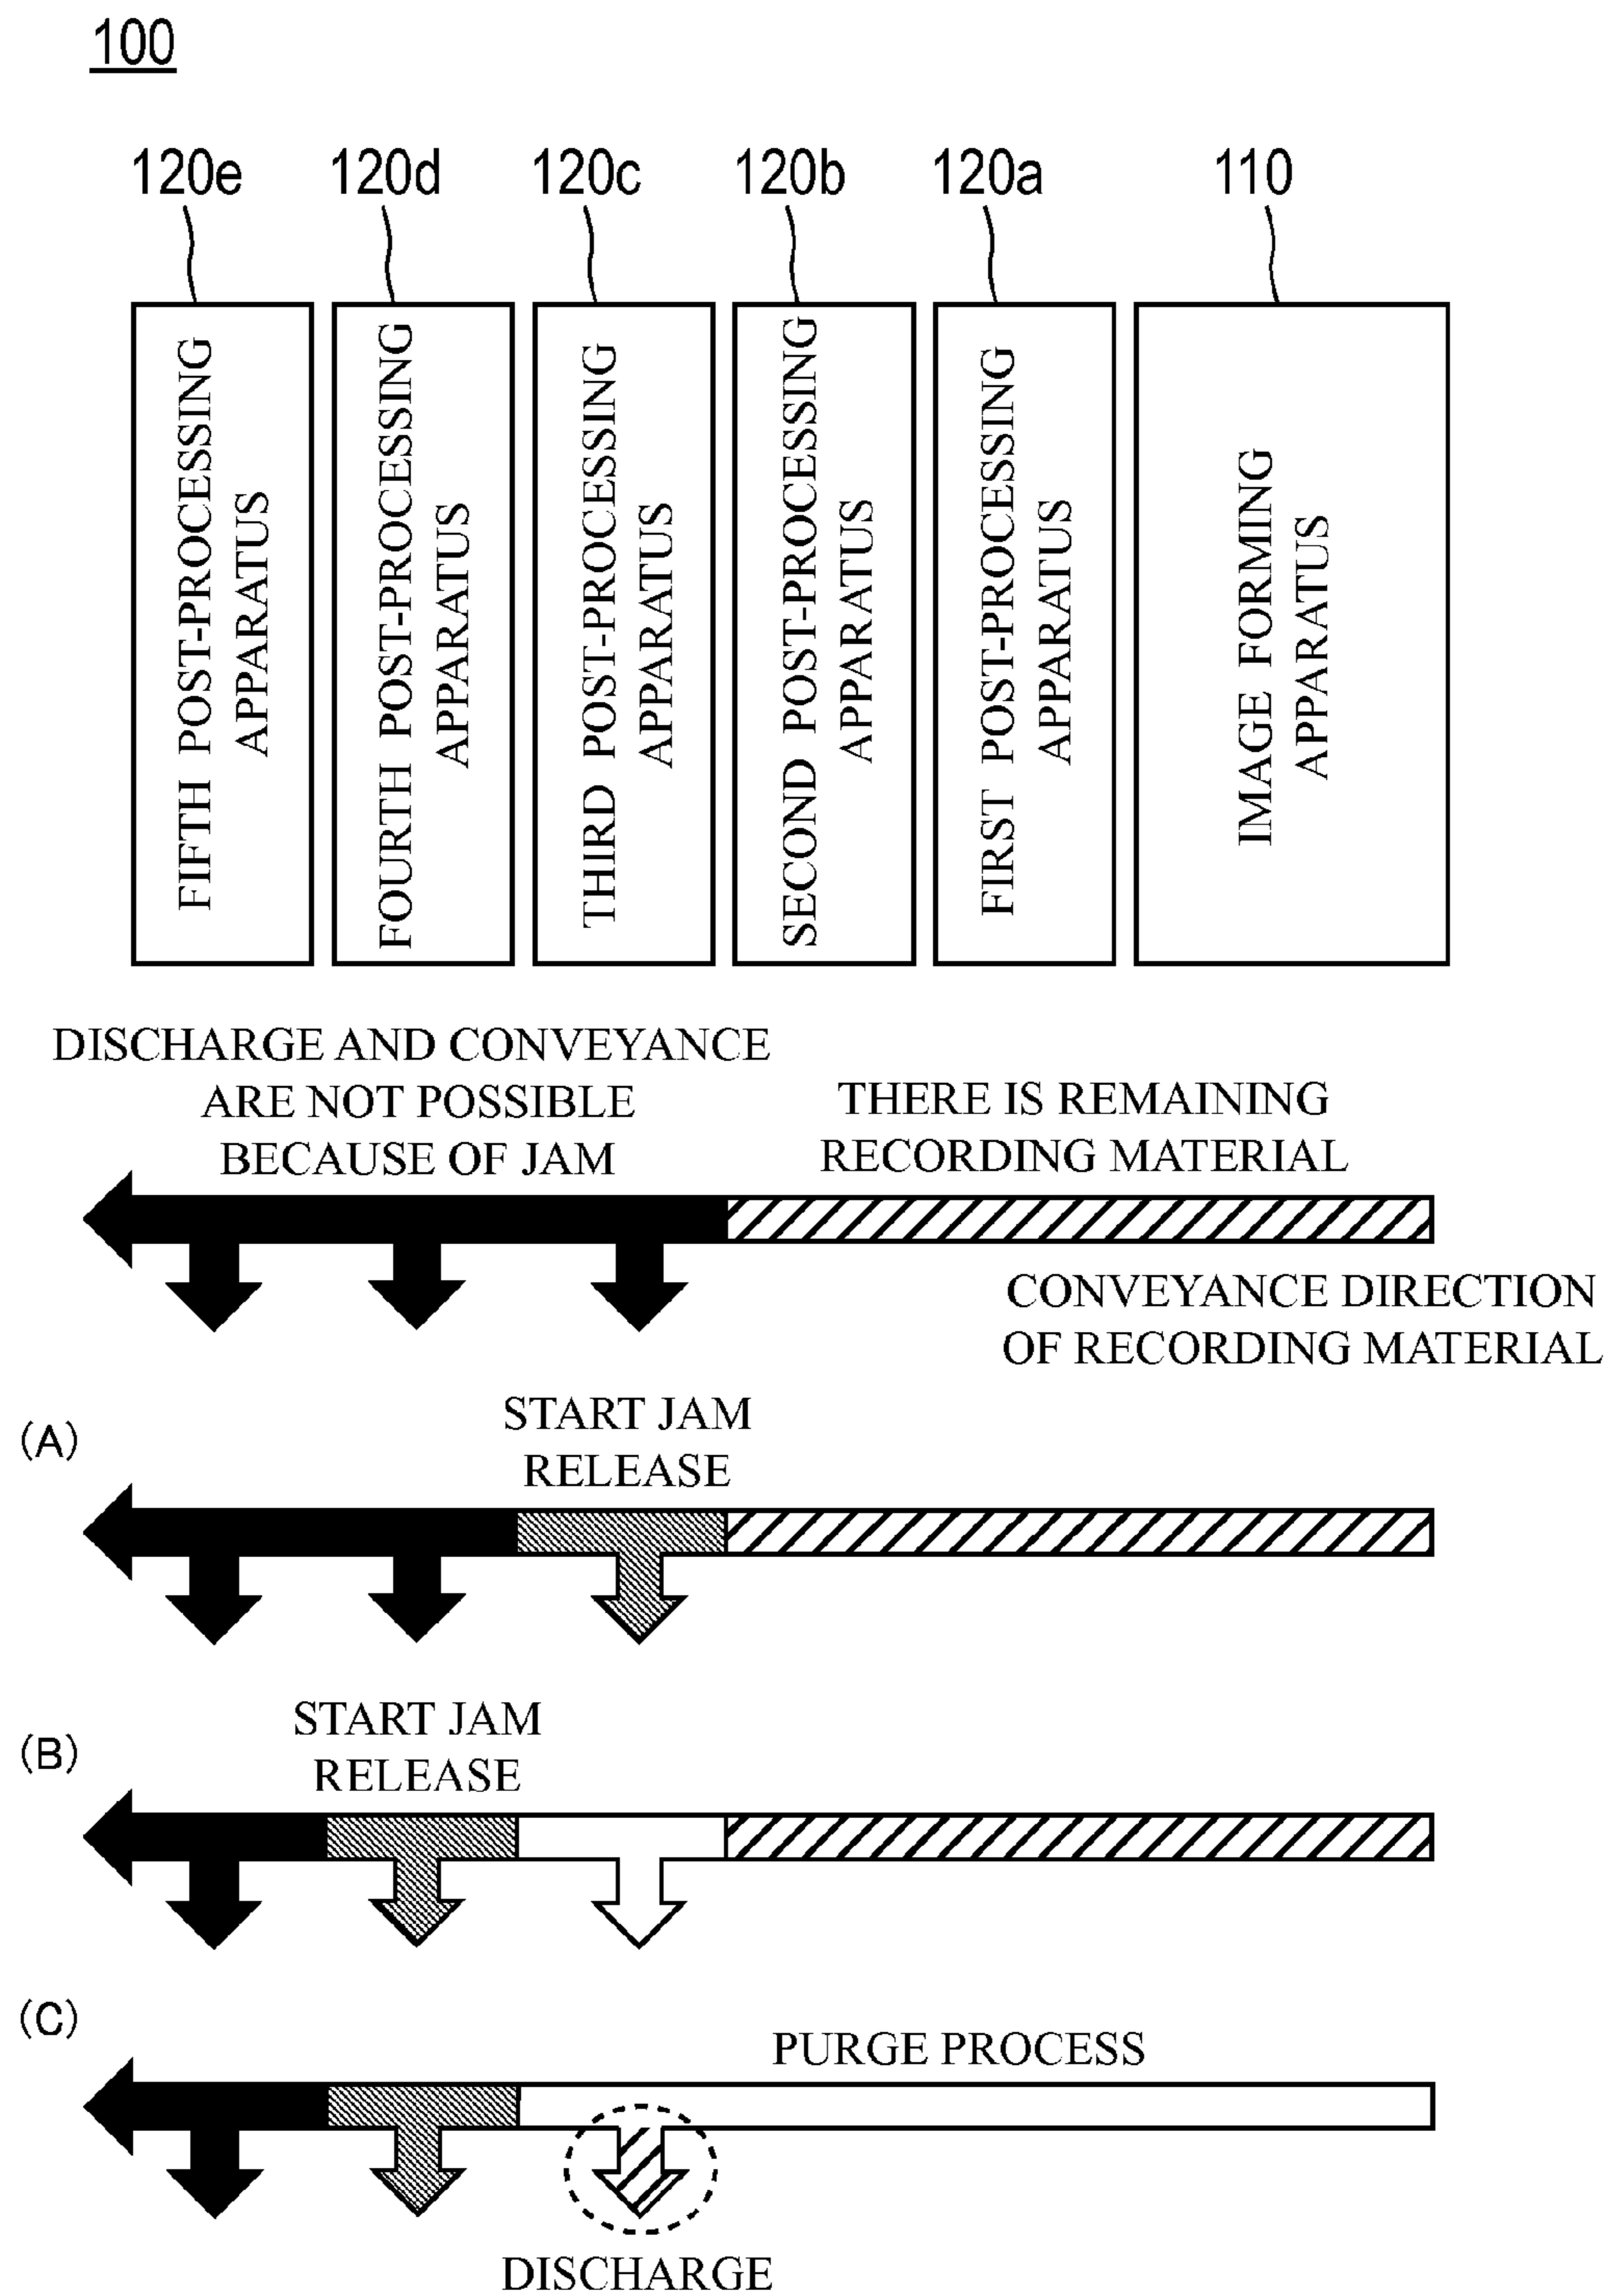 100
120e
120d
120c
120b
120a
110
FIFTH POST-PROCESSING
APPARATUS
FOURTH POST-PROCESSING
APPARATUS
THIRD POST-PROCESSING
APPARATUS
SECOND POST-PROCESSING
APPARATUS
FIRST POST-PROCESSING
APPARATUS
IMAGE FORMING
APPARATUS
DISCHARGE AND CONVEYANCE
ARE NOT POSSIBLE
BECAUSE OF JAM
THERE IS REMAINING
RECORDING MATERIAL
CONVEYANCE DIRECTION
OF RECORDING MATERIAL
(A)
START JAM
RELEASE
(B)
START JAM
RELEASE
(C)
PURGE PROCESS
DISCHARGE